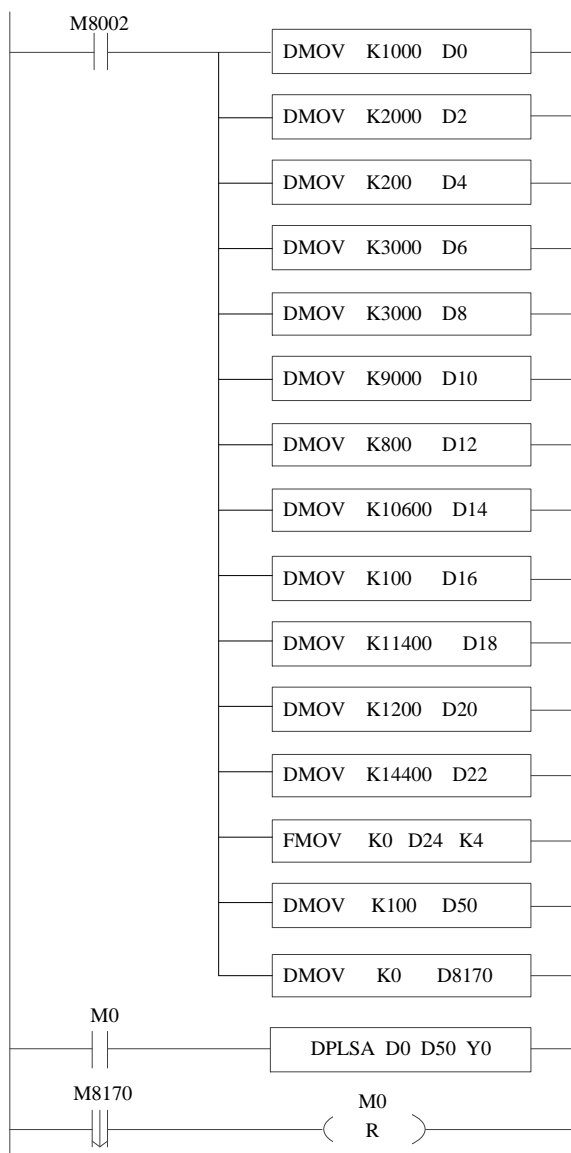 M8002
DMOV K1000 D0
DMOV K2000 D2
DMOV K200 D4
DMOV K3000 D6
DMOV K3000 D8
DMOV K9000 D10
DMOV K800 D12
DMOV K10600 D14
DMOV K100 D16
DMOV K11400 D18
DMOV K1200 D20
DMOV K14400 D22
FMOV K0 D24 K4
DMOV K100 D50
DMOV K0 D8170
M0
DPLSA D0 D50 Y0
M8170
M0
R